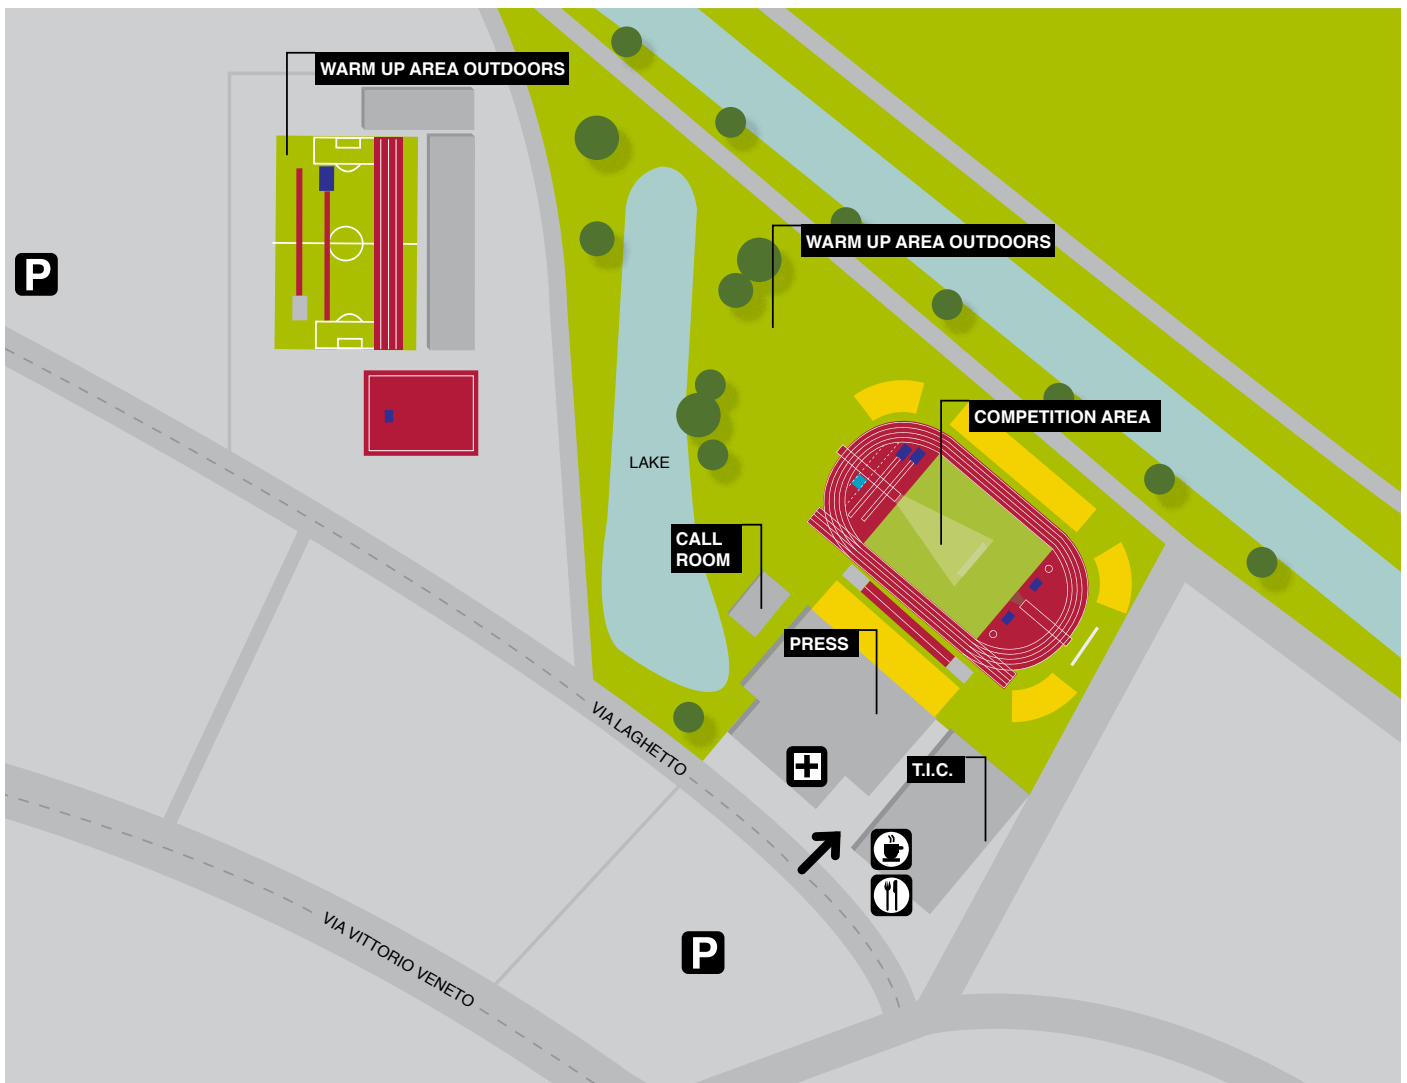 WARM UP AREA OUTDOORS
WARM UP AREA OUTDOORS
P
COMPETITION AREA
LAKE
CALL
ROOM
PRESS
VIA LAGHETTO
T.I.C.
P
VIA VITTORIO VENETO